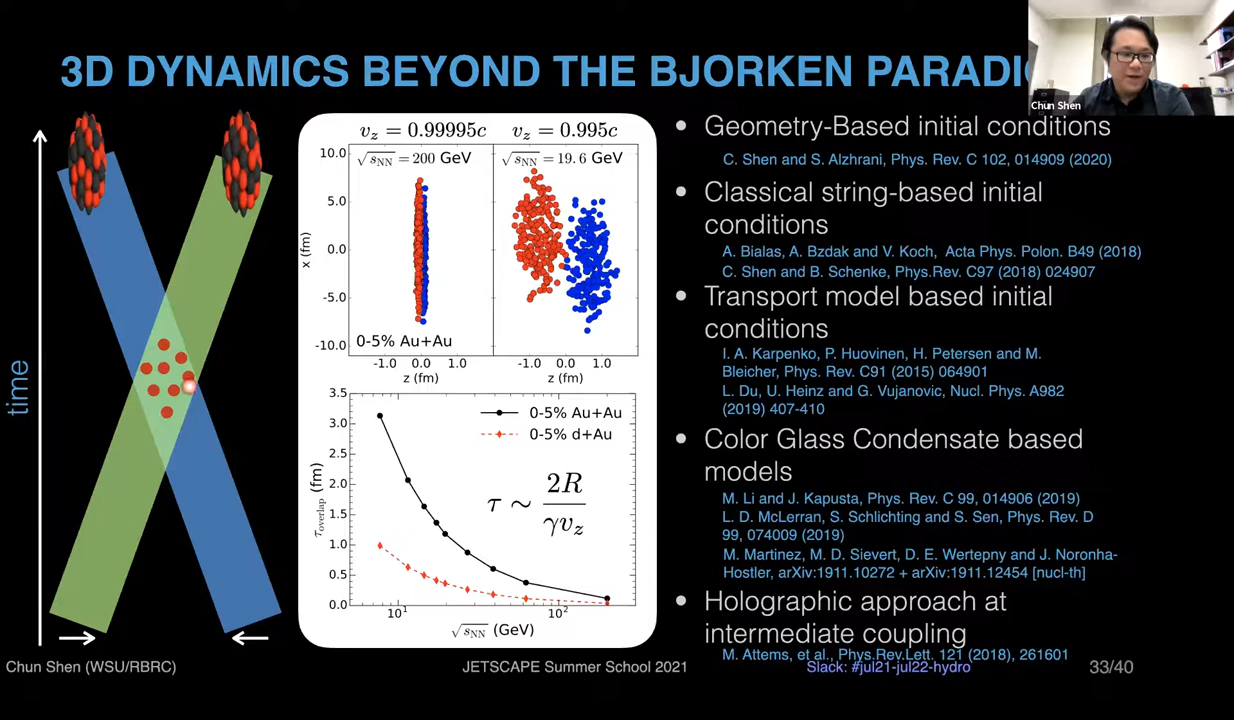 3D DYNAMICS BEYOND THE BJORKEN
Chun Shen
time
v_z = 0.99995c
v_z = 0.995c
√s_NN = 200 GeV
√s_NN = 19.6 GeV
10.0
5.0
0.0
-5.0
-10.0
x (fm)
0-5% Au+Au
-1.0 0.0 1.0
-1.0 0.0 1.0
z (fm)
z (fm)
3.5
3.0
2.5
2.0
1.5
1.0
0.5
0.0
τ_overlap (fm)
0-5% Au+Au
0-5% d+Au
τ ∼ 2R / γv_z
10^1
10^2
√s_NN (GeV)
• Geometry-Based initial conditions
C. Shen and S. Alzhrani, Phys. Rev. C 102, 014909 (2020)
• Classical string-based initial
conditions
A. Bialas, A. Bzdak and V. Koch, Acta Phys. Polon. B49 (2018)
C. Shen and B. Schenke, Phys.Rev. C97 (2018) 024907
• Transport model based initial
conditions
I. A. Karpenko, P. Huovinen, H. Petersen and M.
Bleicher, Phys. Rev. C91 (2015) 064901
L. Du, U. Heinz and G. Vujanovic, Nucl. Phys. A982
(2019) 407-410
• Color Glass Condensate based
models
M. Li and J. Kapusta, Phys. Rev. C 99, 014906 (2019)
L. D. McLerran, S. Schlichting and S. Sen, Phys. Rev. D
99, 074009 (2019)
M. Martinez, M. D. Sievert, D. E. Wertepny and J. Noronha-
Hostler, arXiv:1911.10272 + arXiv:1911.12454 [nucl-th]
• Holographic approach at
intermediate coupling
M. Attems, et al., Phys.Rev.Lett. 121 (2018), 261601
Chun Shen (WSU/RBRC)
JETSCAPE Summer School 2021
Slack: #jul21-jul22-hydro
33/40